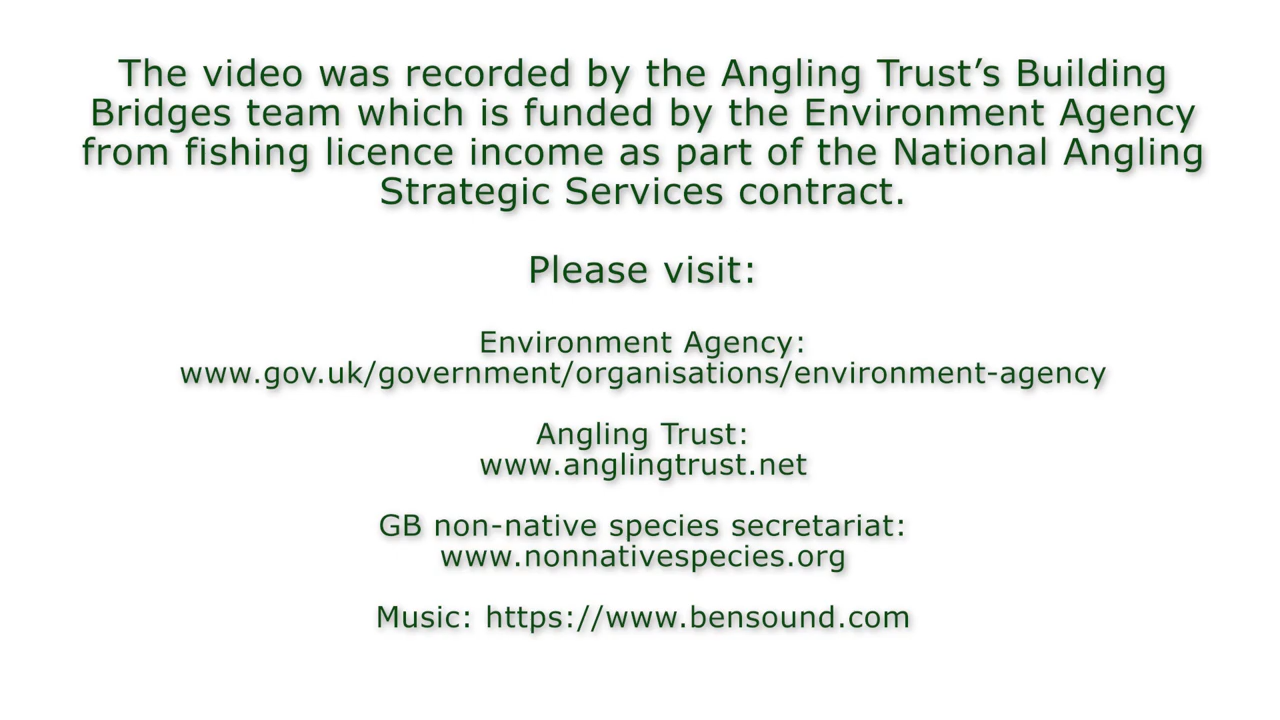 The video was recorded by the Angling Trust’s Building
Bridges team which is funded by the Environment Agency
from fishing licence income as part of the National Angling
Strategic Services contract.
Please visit:
Environment Agency:
www.gov.uk/government/organisations/environment-agency
Angling Trust:
www.anglingtrust.net
GB non-native species secretariat:
www.nonnativespecies.org
Music: https://www.bensound.com